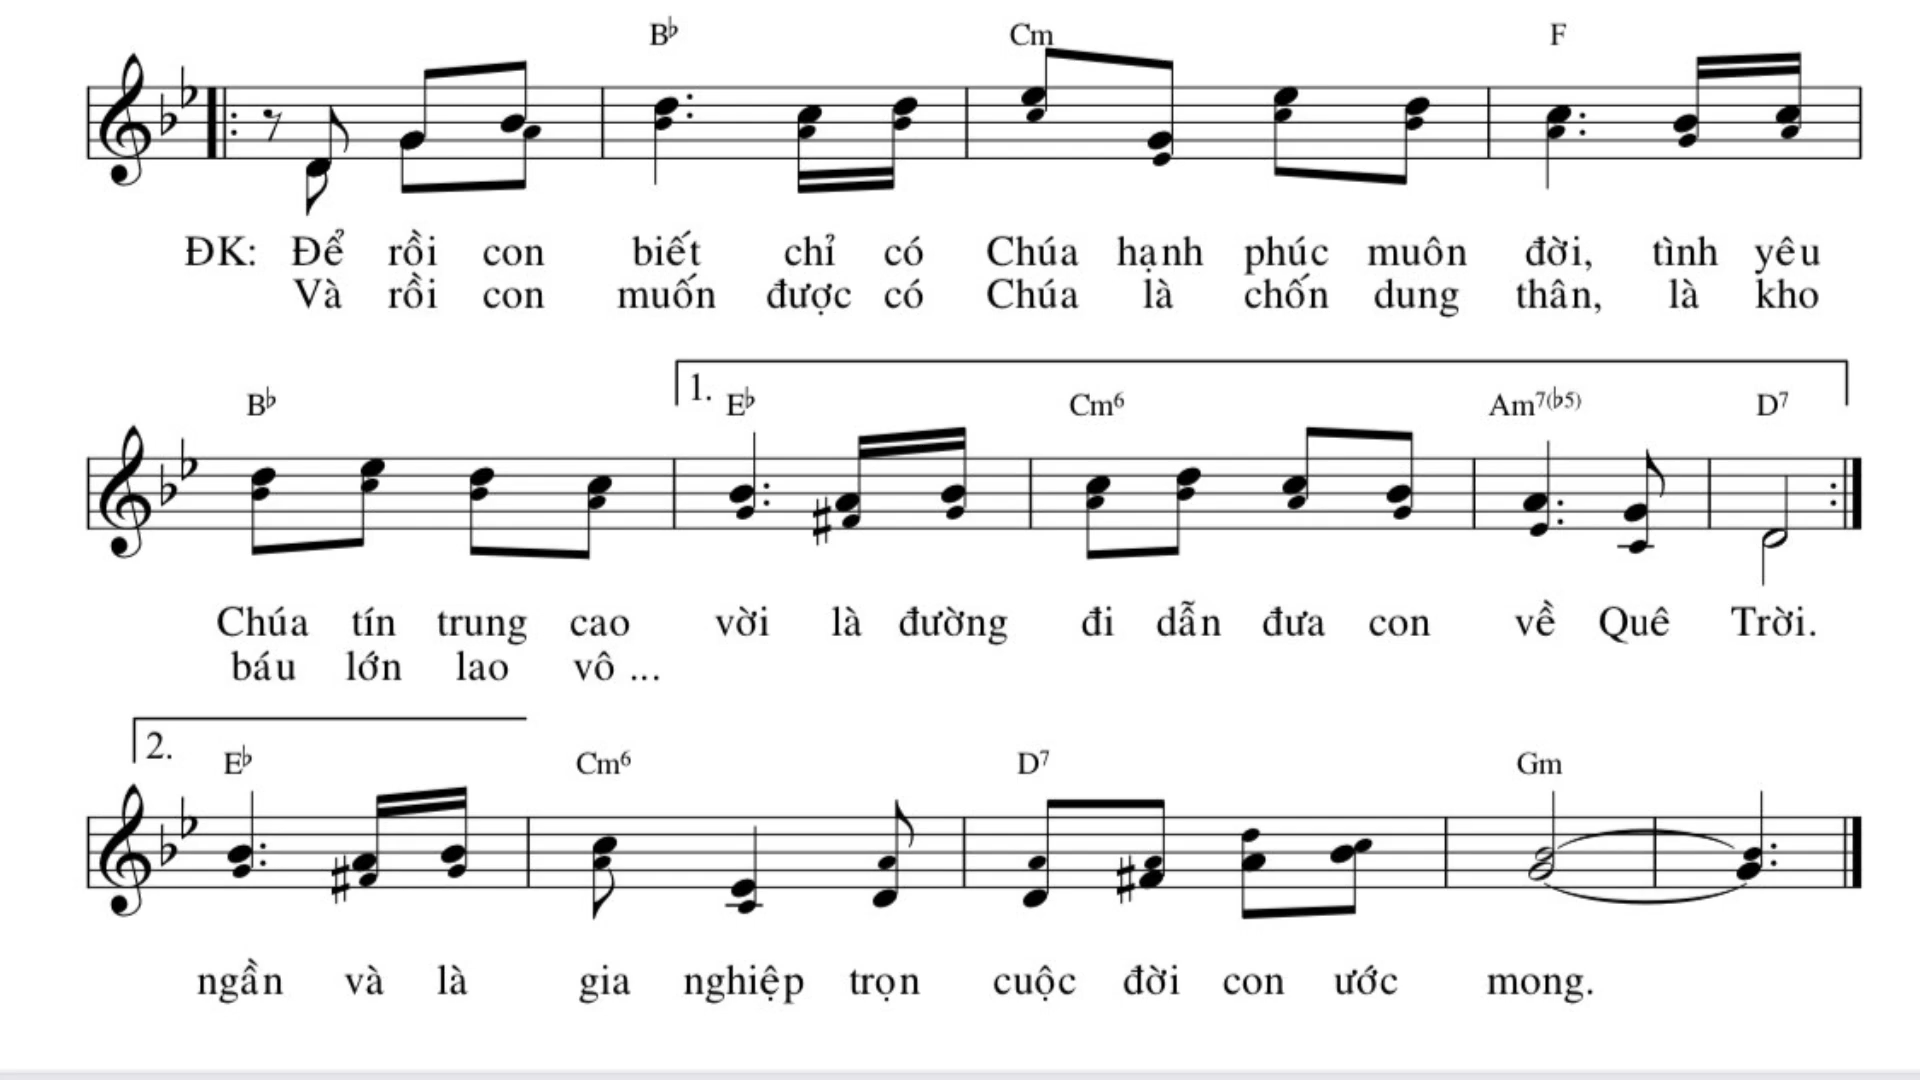 B♭ Cm F
ĐK: Để rồi con biết chỉ có Chúa hạnh phúc muôn đời, tình yêu
Và rồi con muốn được có Chúa là chốn dung thân, là kho
1.
B♭ E♭ Cm6 Am7(♭5) D7
Chúa tín trung cao vời là đường đi dẫn đưa con về Quê Trời.
báu lớn lao vô ...
2.
E♭ Cm6 D7 Gm
ngần và là gia nghiệp trọn cuộc đời con ước mong.